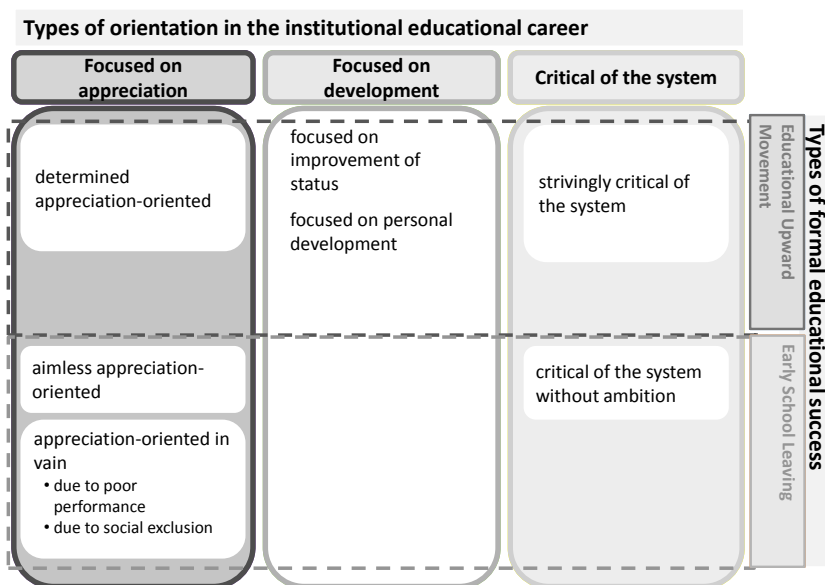 Types of orientation in the institutional educational career
Focused on
appreciation
Focused on
development
Critical of the system
determined
appreciation-oriented
focused on
improvement of
status
focused on personal
development
strivingly critical of
the system
Educational Upward
Movement
Types of formal educational success
aimless appreciation-
oriented
appreciation-oriented in
vain
• due to poor
performance
• due to social exclusion
critical of the system
without ambition
Early School Leaving